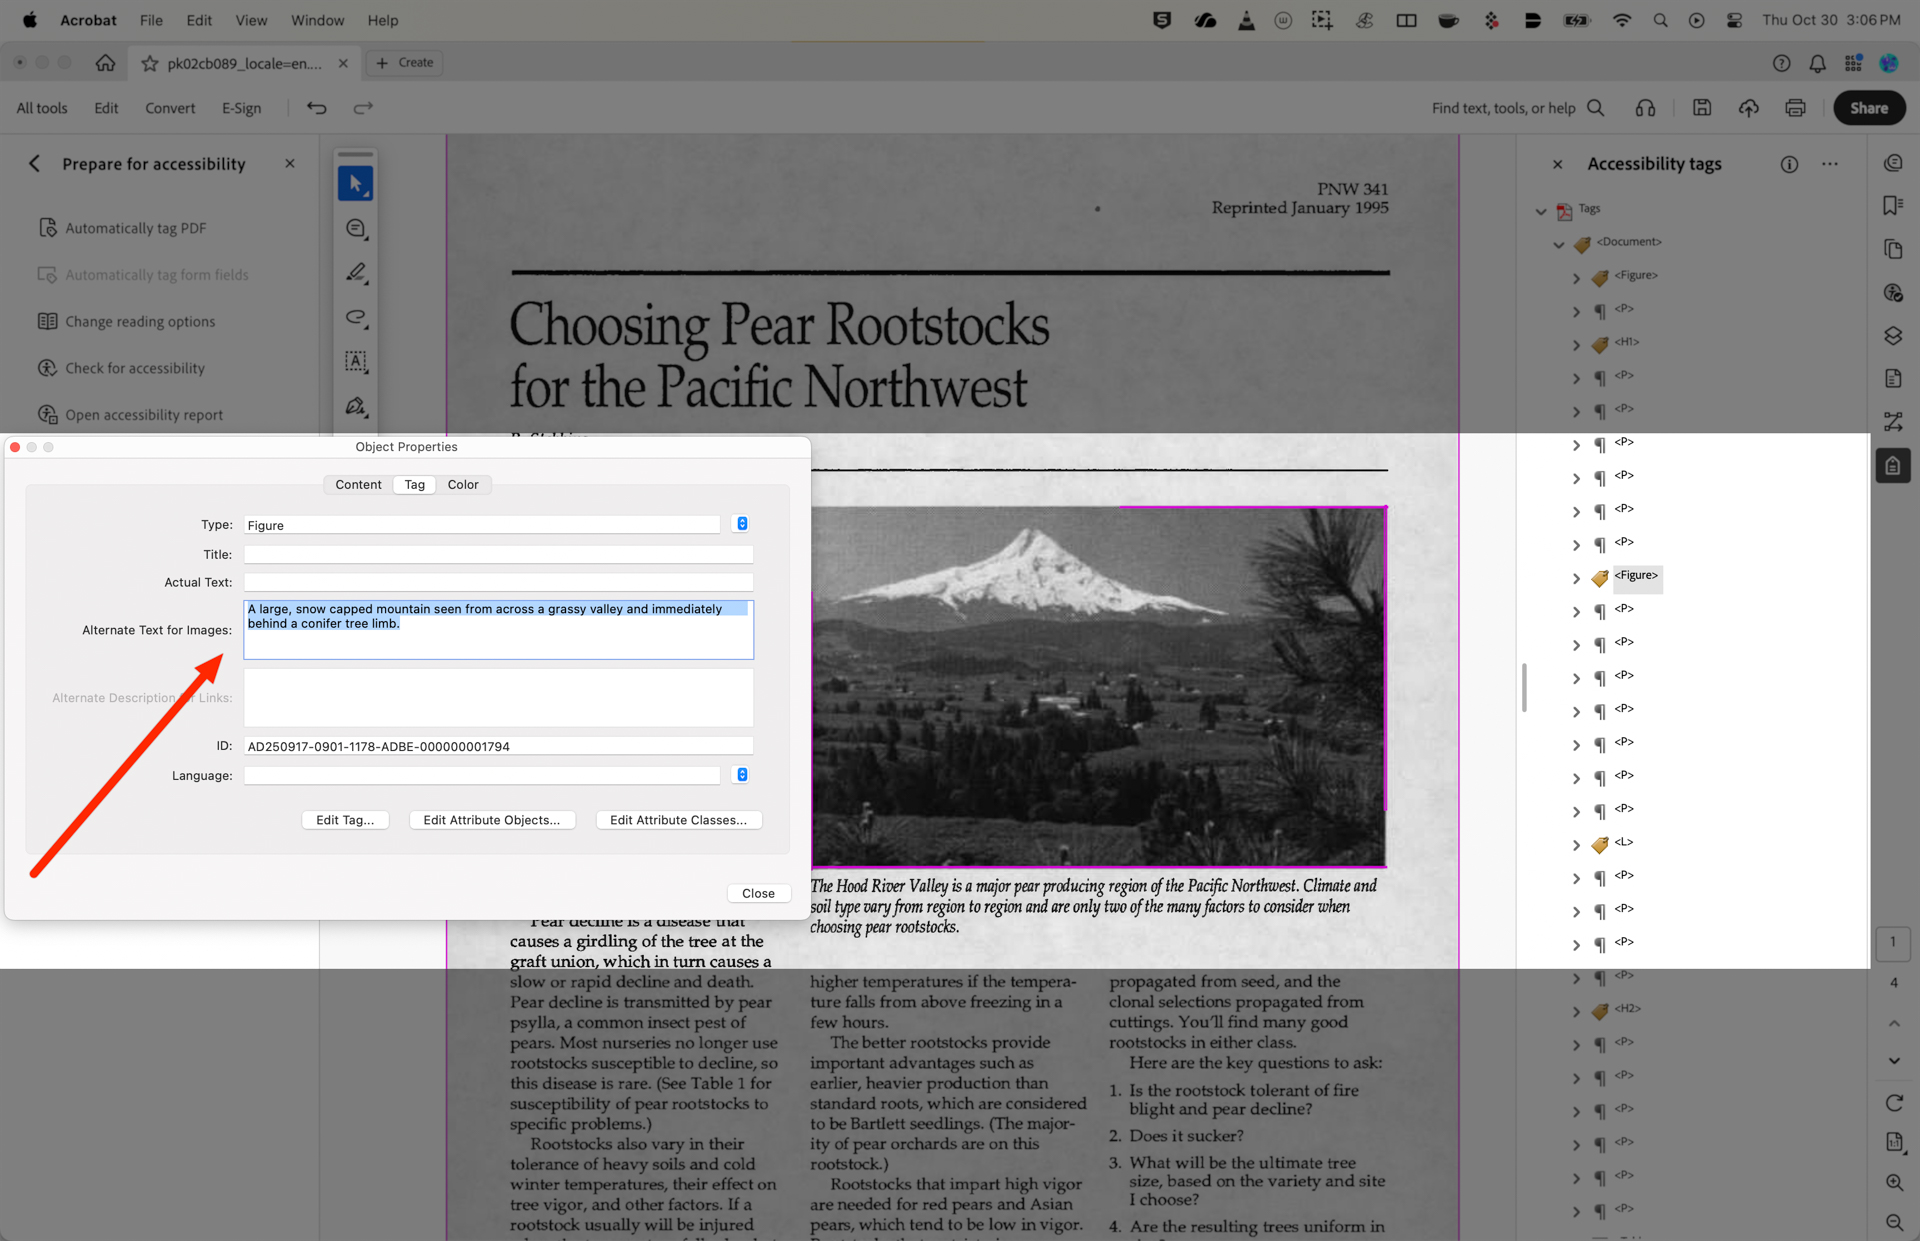 Acrobat File Edit View Window Help
Thu Oct 30 3:06 PM
pk02cb089_locale=en....
Create
All tools Edit Convert E-Sign
Find text, tools, or help
Share
Prepare for accessibility
Automatically tag PDF
Automatically tag form fields
Change reading options
Check for accessibility
Open accessibility report
Object Properties
Content Tag Color
Type: Figure
Title:
Actual Text:
Alternate Text for Images: A large, snow capped mountain seen from across a grassy valley and immediately
behind a conifer tree limb.
Alternate Description Links:
ID: AD250917-0901-1178-ADBE-000000001794
Language:
Edit Tag... Edit Attribute Objects... Edit Attribute Classes...
Close
PNW 341
Reprinted January 1995
Choosing Pear Rootstocks
for the Pacific Northwest
The Hood River Valley is a major pear producing region of the Pacific Northwest. Climate and
soil type vary from region to region and are only two of the many factors to consider when
choosing pear rootstocks.
Pear decline is a disease that
causes a girdling of the tree at the
graft union, which in turn causes a
slow or rapid decline and death.
Pear decline is transmitted by pear
psylla, a common insect pest of
pears. Most nurseries no longer use
rootstocks susceptible to decline, so
this disease is rare. (See Table 1 for
susceptibility of pear rootstocks to
specific problems.)
Rootstocks also vary in their
tolerance of heavy soils and cold
winter temperatures, their effect on
tree vigor, and other factors. If a
rootstock usually will be injured
higher temperatures if the tempera-
ture falls from above freezing in a
few hours.
The better rootstocks provide
important advantages such as
earlier, heavier production than
standard roots, which are considered
to be Bartlett seedlings. (The major-
ity of pear orchards are on this
rootstock.)
Rootstocks that impart high vigor
are needed for red pears and Asian
pears, which tend to be low in vigor.
propagated from seed, and the
clonal selections propagated from
cuttings. You'll find many good
rootstocks in either class.
Here are the key questions to ask:
1. Is the rootstock tolerant of fire
blight and pear decline?
2. Does it sucker?
3. What will be the ultimate tree
size, based on the variety and site
I choose?
4. Are the resulting trees uniform in
Accessibility tags
Tags
<Document>
<Figure>
<P>
<H1>
<P>
<P>
<P>
<P>
<P>
<P>
<Figure>
<P>
<P>
<P>
<P>
<P>
<P>
<P>
<L>
<P>
<P>
<P>
<P>
<H2>
<P>
<P>
<P>
<P>
<P>
<P>
1
4